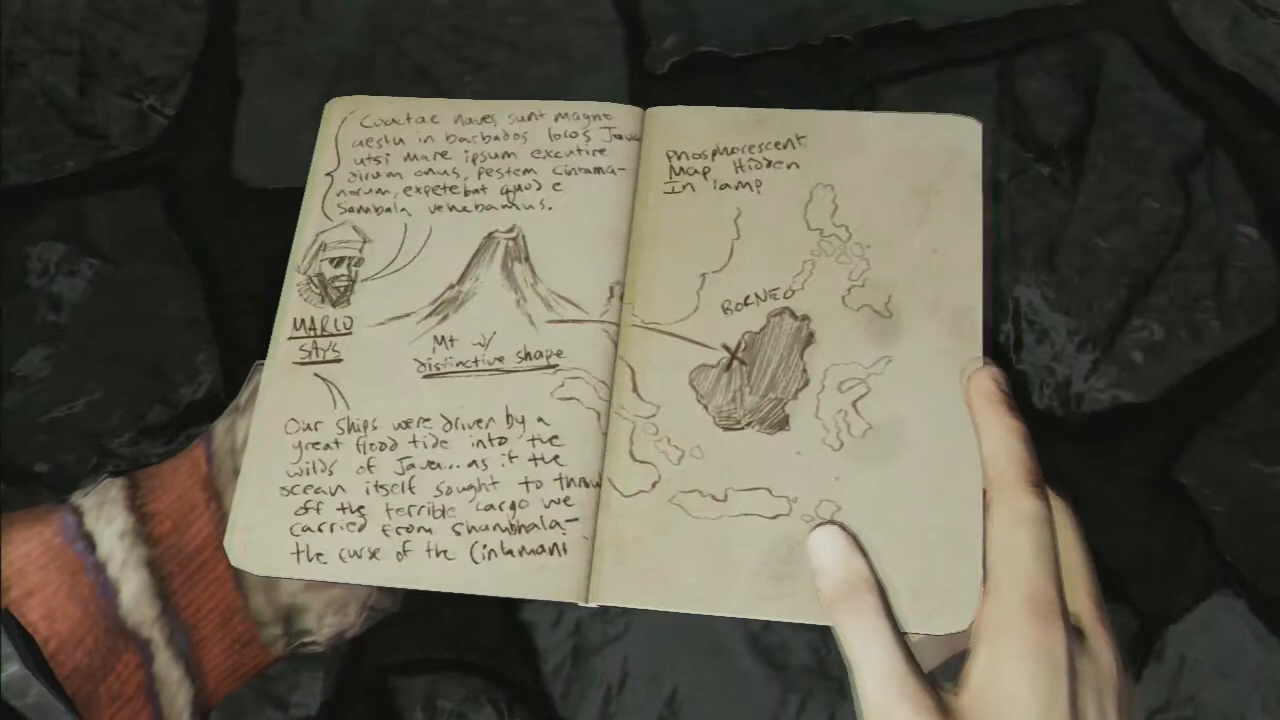 Coactae naves sunt magno
aestu in barbados locos Java
utsi mare ipsum excutire
dirum onus, pestem cintama-
norum, expetebat quod e
Sambala vehebamus.
MARCO
SAYS
Mt w/
distinctive shape
Our ships were driven by a
great flood tide into the
wilds of Java... as if the
ocean itself sought to throw
off the terrible cargo we
carried from Shambhala-
the curse of the Cintamani
Phosphorescent
Map Hidden
In lamp
BORNEO